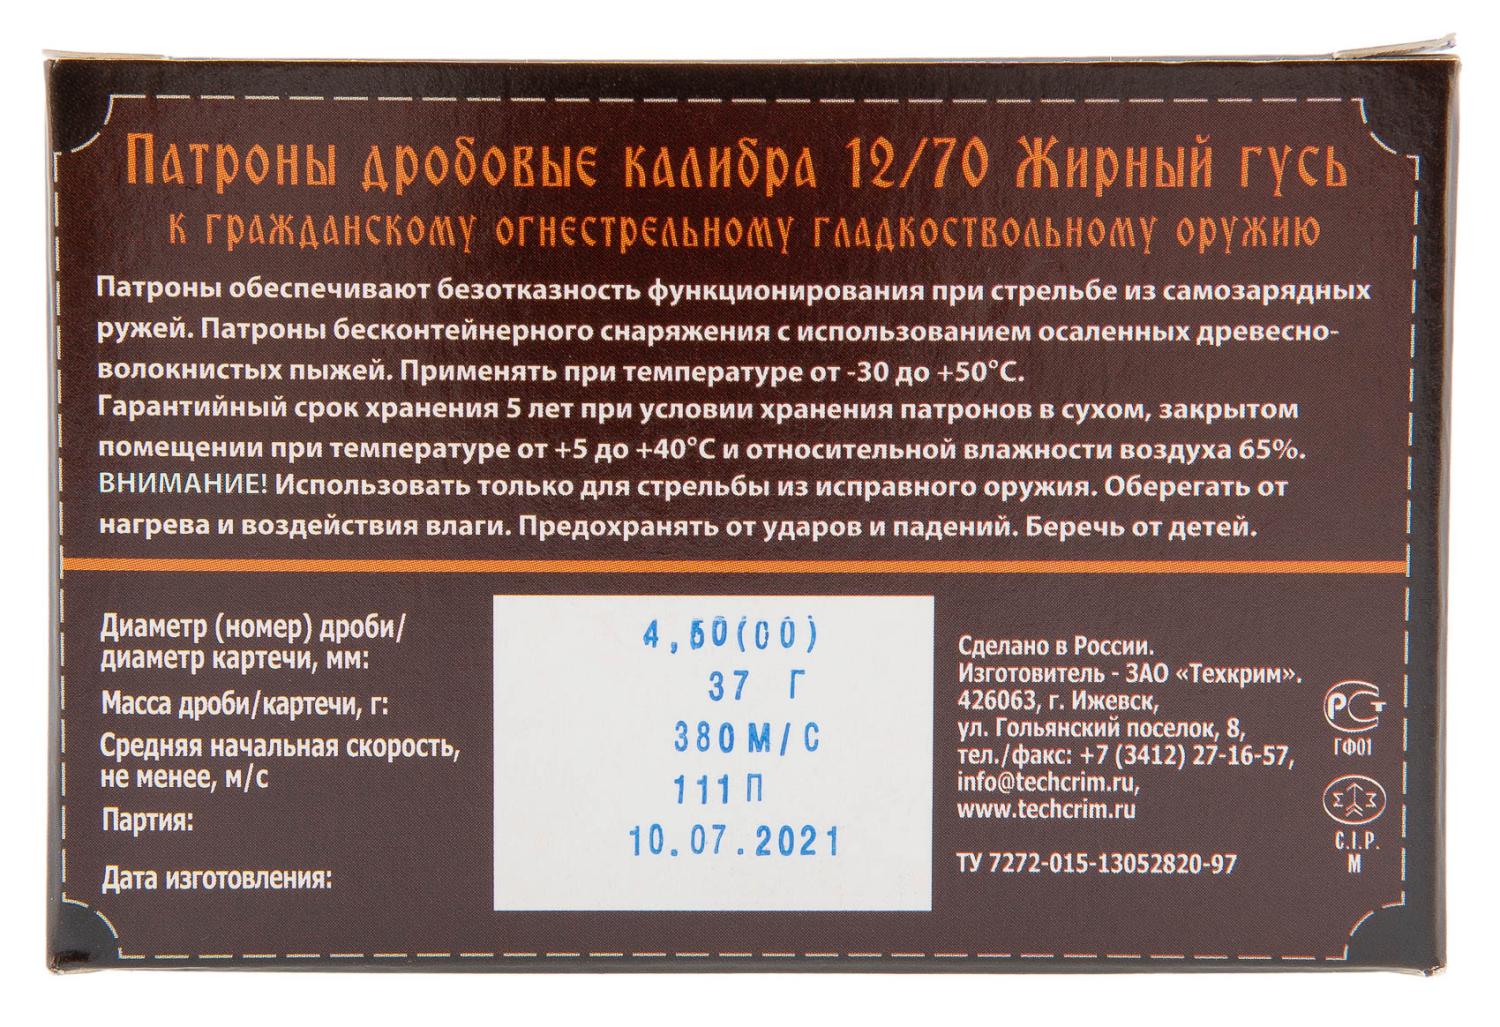 Патроны дробовые калибра 12/70 Жирный гусь
к гражданскому огнестрельному гладкоствольному оружию
Патроны обеспечивают безотказность функционирования при стрельбе из самозарядных
ружей. Патроны бесконтейнерного снаряжения с использованием осаленных древесно-
волокнистых пыжей. Применять при температуре от -30 до +50°С.
Гарантийный срок хранения 5 лет при условии хранения патронов в сухом, закрытом
помещении при температуре от +5 до +40°С и относительной влажности воздуха 65%.
ВНИМАНИЕ! Использовать только для стрельбы из исправного оружия. Оберегать от
нагрева и воздействия влаги. Предохранять от ударов и падений. Беречь от детей.
Диаметр (номер) дроби/
диаметр картечи, мм:
Масса дроби/картечи, г:
Средняя начальная скорость,
не менее, м/с
Партия:
Дата изготовления:
4,50(00)
37 Г
380М/С
111П
10.07.2021
Сделано в России.
Изготовитель - ЗАО «Техкрим».
426063, г. Ижевск,
ул. Гольянский поселок, 8,
тел./факс: +7 (3412) 27-16-57,
info@techcrim.ru,
www.techcrim.ru
ТУ 7272-015-13052820-97
РСТ
ГФ01
C.I.P.
M